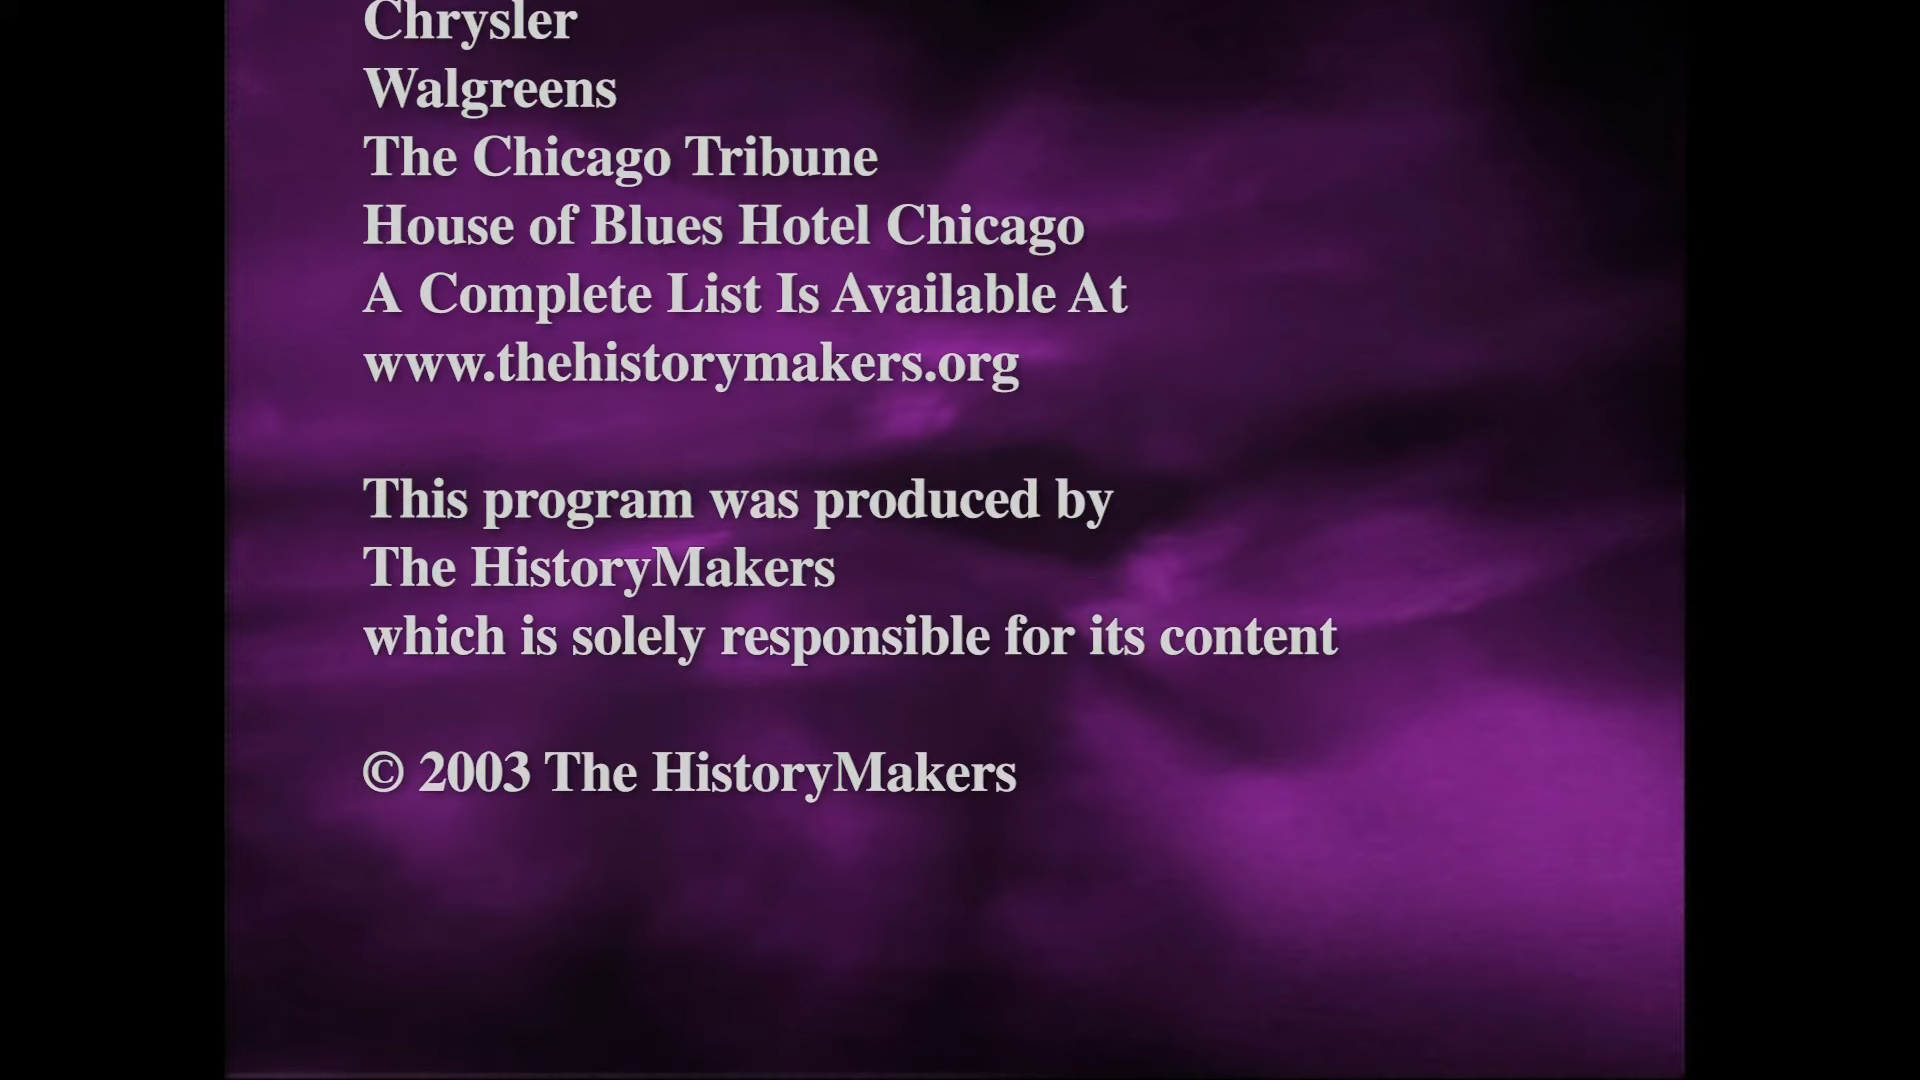 Chrysler
Walgreens
The Chicago Tribune
House of Blues Hotel Chicago
A Complete List Is Available At
www.thehistorymakers.org
This program was produced by
The HistoryMakers
which is solely responsible for its content
© 2003 The HistoryMakers